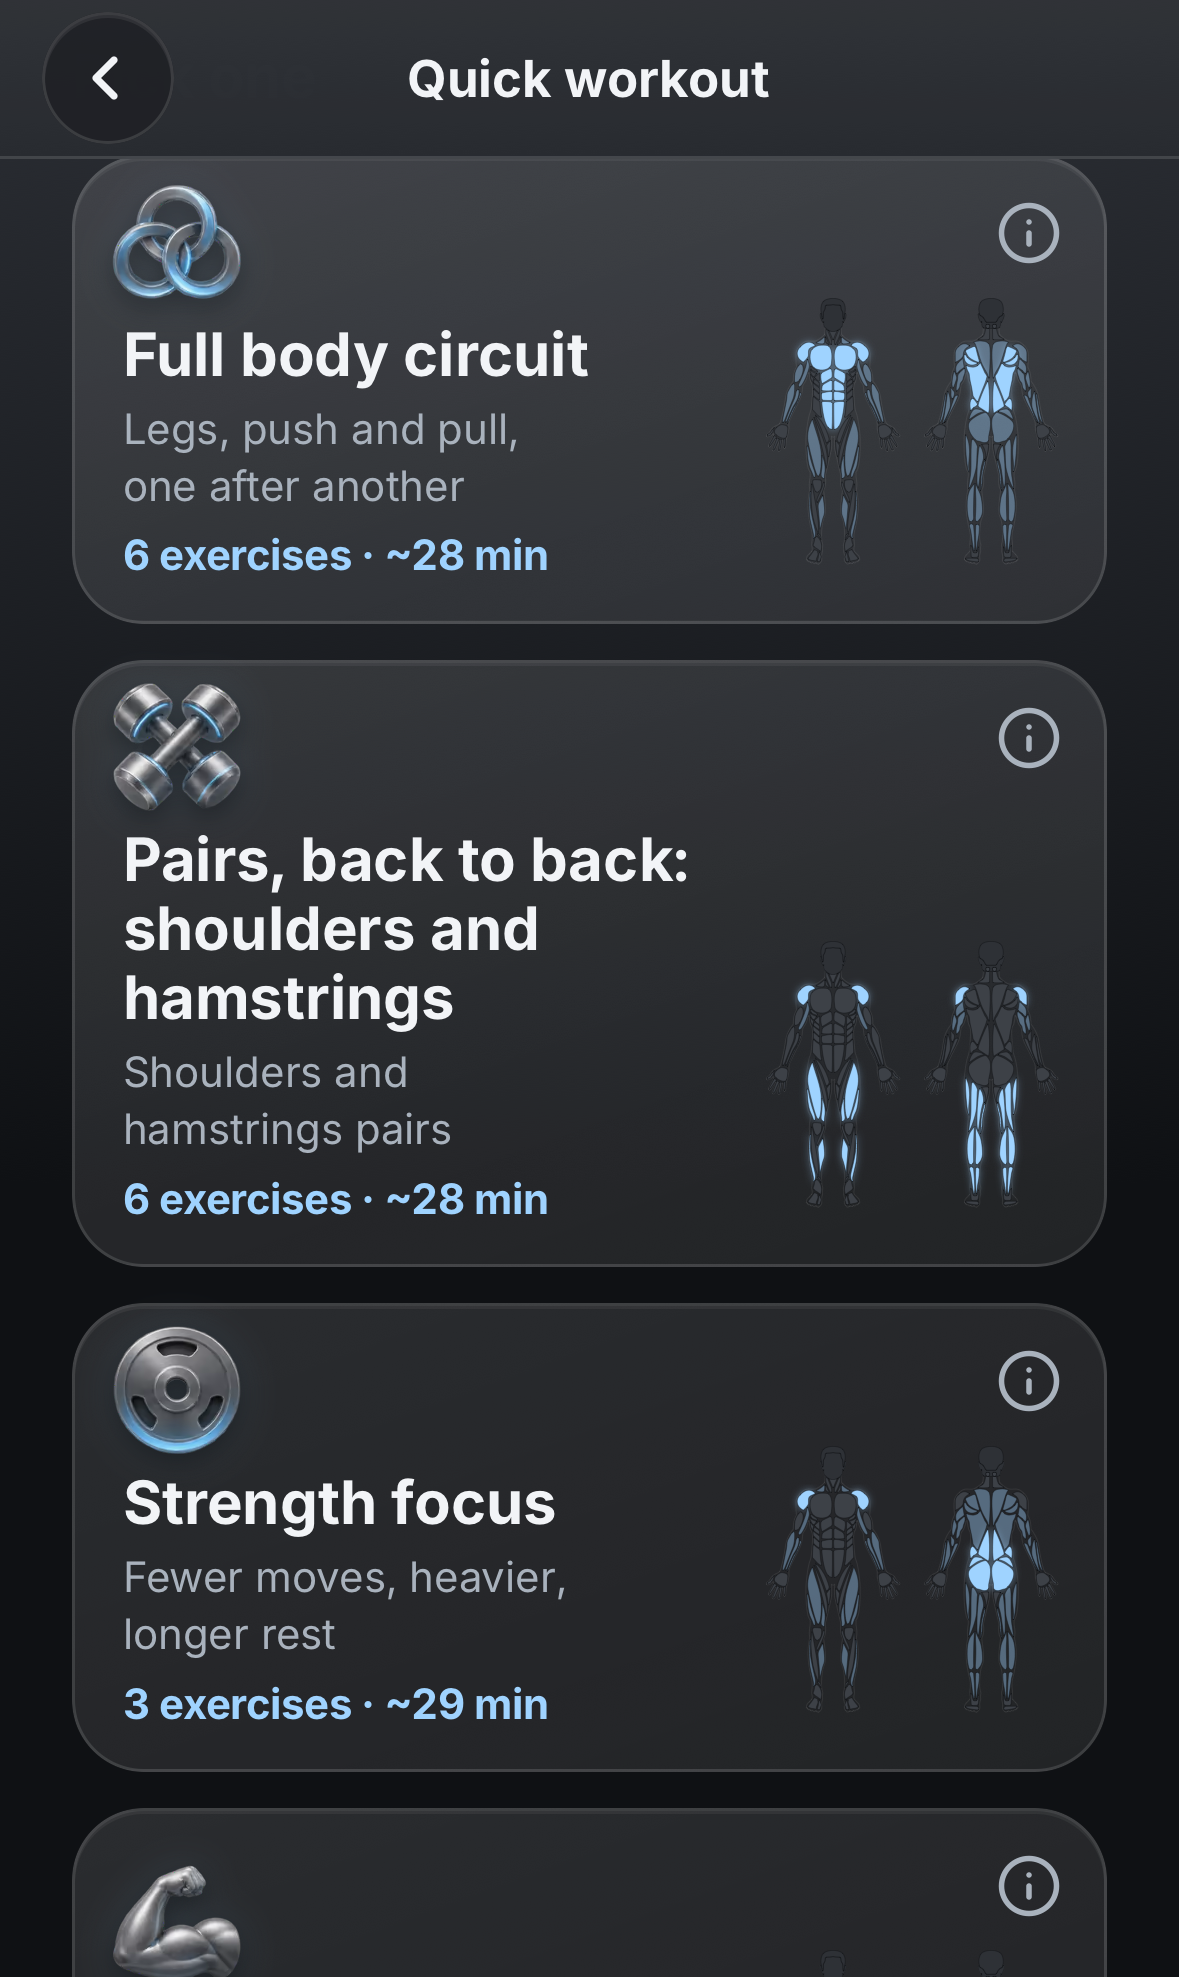 Quick workout
Full body circuit
Legs, push and pull,
one after another
6 exercises · ~28 min
Pairs, back to back:
shoulders and
hamstrings
Shoulders and
hamstrings pairs
6 exercises · ~28 min
Strength focus
Fewer moves, heavier,
longer rest
3 exercises · ~29 min